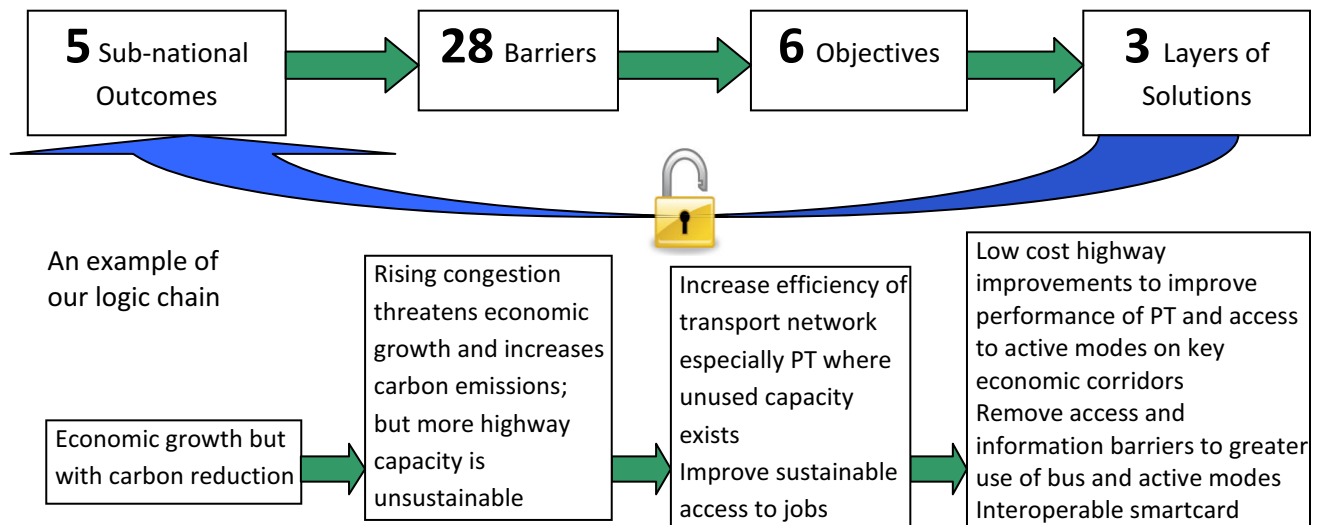 5 Sub-national
Outcomes
28 Barriers
6 Objectives
3 Layers of
Solutions
An example of
our logic chain
Economic growth but
with carbon reduction
Rising congestion
threatens economic
growth and increases
carbon emissions;
but more highway
capacity is
unsustainable
Increase efficiency of
transport network
especially PT where
unused capacity
exists
Improve sustainable
access to jobs
Low cost highway
improvements to improve
performance of PT and access
to active modes on key
economic corridors
Remove access and
information barriers to greater
use of bus and active modes
Interoperable smartcard